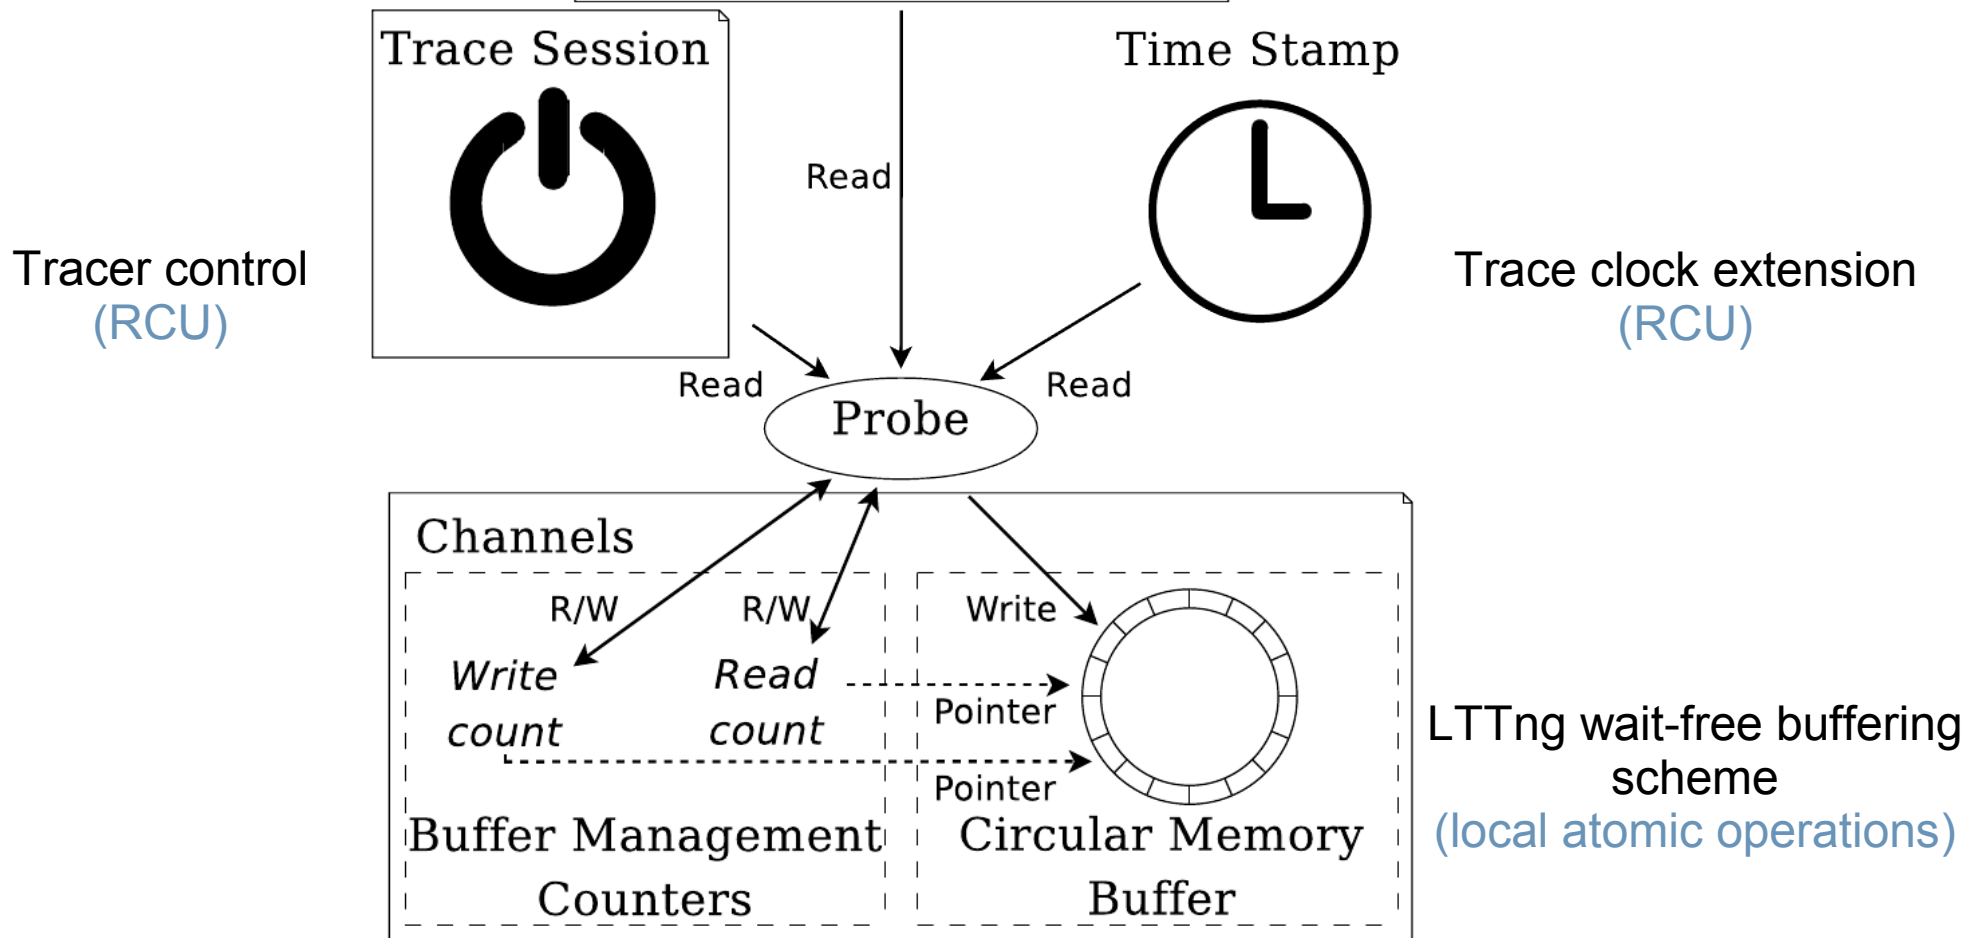 Trace Session
Time Stamp
Read
Tracer control
(RCU)
Trace clock extension
(RCU)
Read
Read
Probe
Channels
R/W
R/W
Write
Write
count
Read
count
Pointer
Pointer
LTTng wait-free buffering
scheme
(local atomic operations)
Buffer Management
Counters
Circular Memory
Buffer